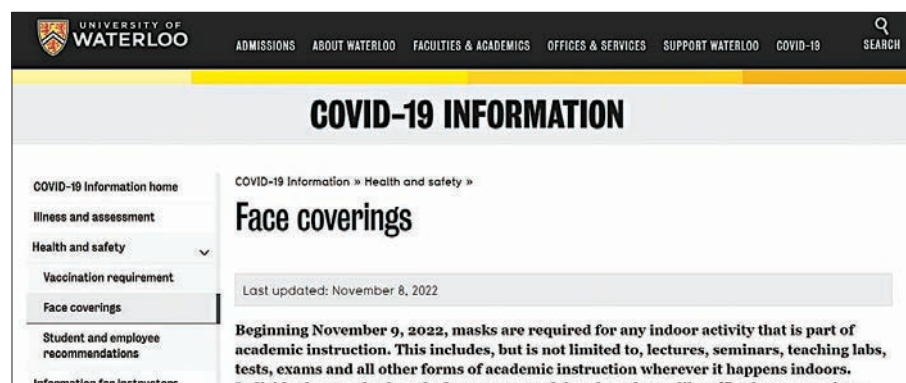 UNIVERSITY OF
WATERLOO
ADMISSIONS ABOUT WATERLOO FACULTIES & ACADEMICS OFFICES & SERVICES SUPPORT WATERLOO COVID-19 SEARCH
COVID-19 INFORMATION
COVID-19 Information home
Illness and assessment
Health and safety
Vaccination requirement
Face coverings
Student and employee
recommendations
Information for instructors
COVID-19 Information » Health and safety »
Face coverings
Last updated: November 8, 2022
Beginning November 9, 2022, masks are required for any indoor activity that is part of
academic instruction. This includes, but is not limited to, lectures, seminars, teaching labs,
tests, exams and all other forms of academic instruction wherever it happens indoors.